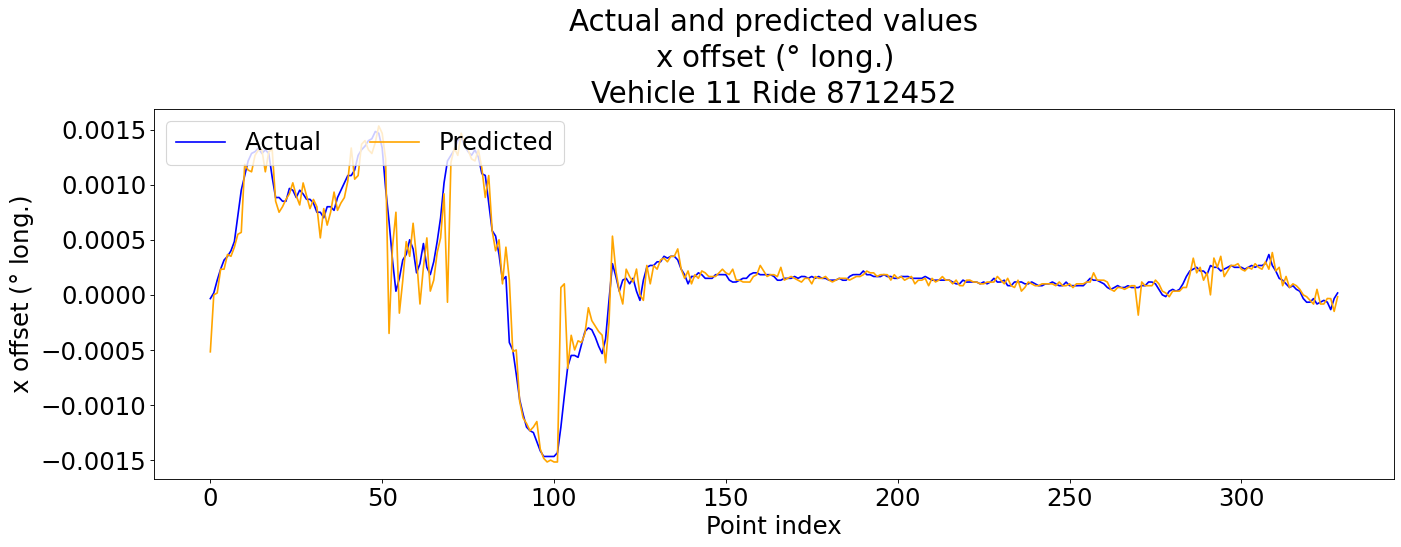 Actual and predicted values
x offset (° long.)
Vehicle 11 Ride 8712452
Actual Predicted
0.0015
0.0010
0.0005
0.0000
−0.0005
−0.0010
−0.0015
x offset (° long.)
0 50 100 150 200 250 300
Point index